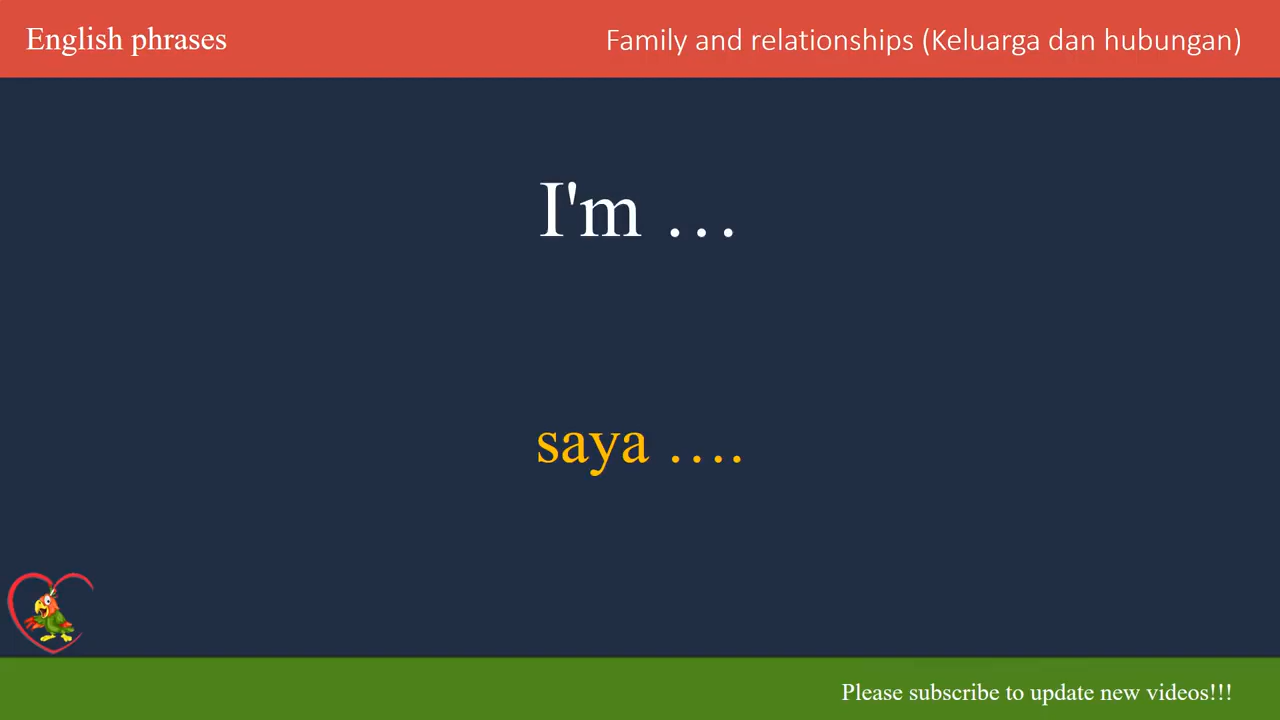 English phrases
Family and relationships (Keluarga dan hubungan)
I'm …
saya ….
Please subscribe to update new videos!!!